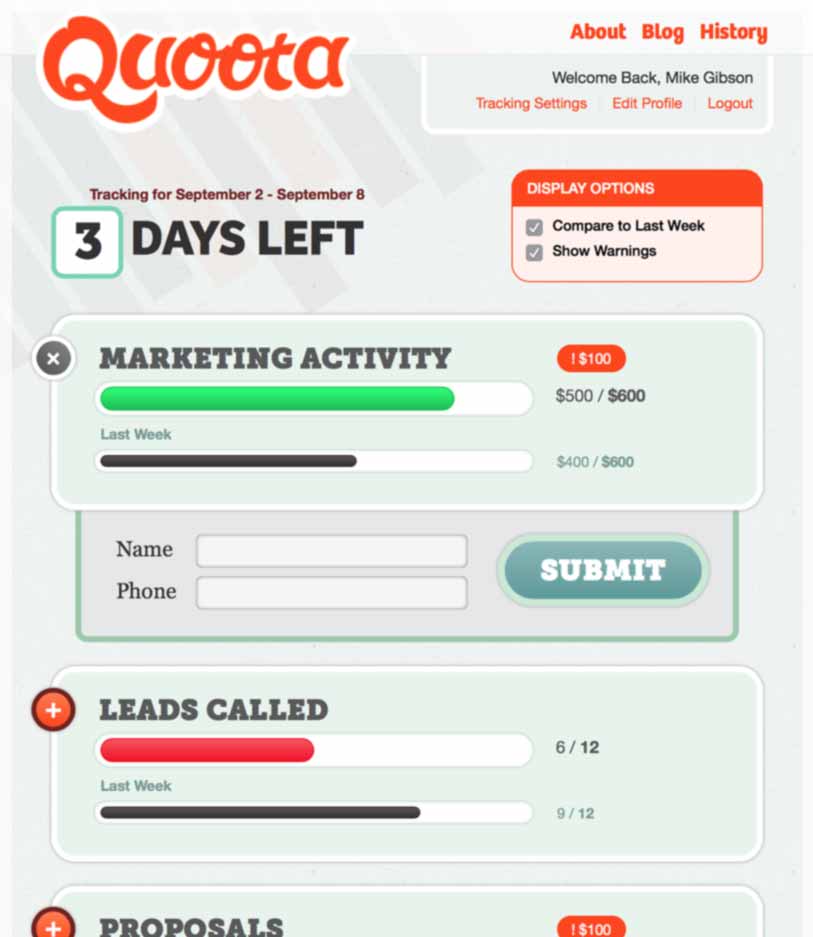 Quoota
About Blog History
Welcome Back, Mike Gibson
Tracking Settings Edit Profile Logout
Tracking for September 2 - September 8
3 DAYS LEFT
DISPLAY OPTIONS
Compare to Last Week
Show Warnings
MARKETING ACTIVITY
! $100
$500 / $600
Last Week
$400 / $600
Name
Phone
SUBMIT
LEADS CALLED
6 / 12
Last Week
9 / 12
PROPOSALS
! $100